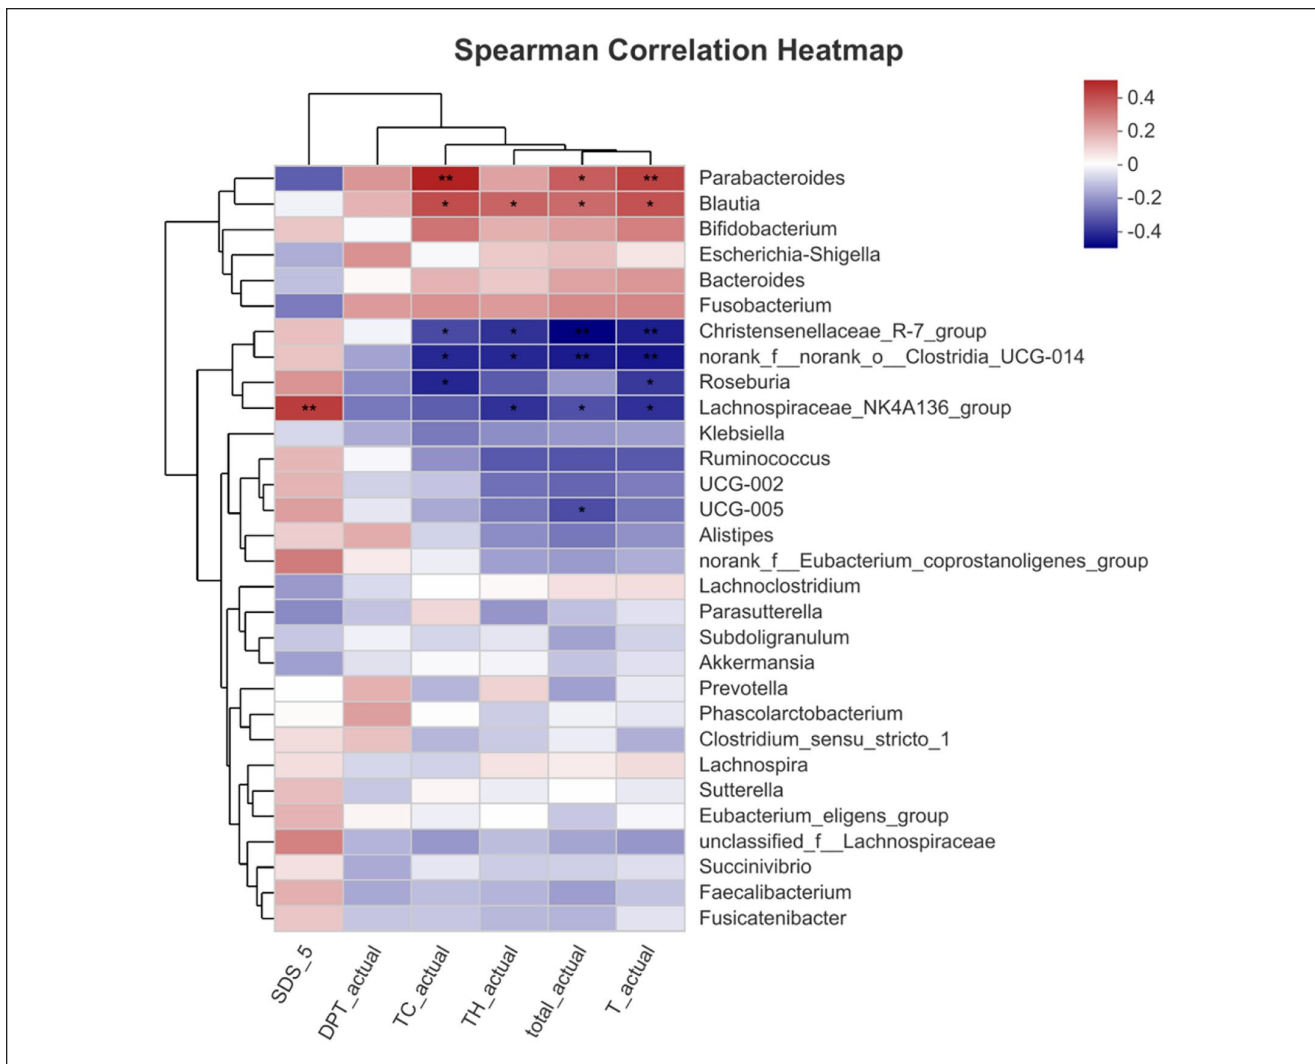 Spearman Correlation Heatmap
0.4
0.2
0
-0.2
-0.4
** * ** Parabacteroides
* * * * Blautia
Bifidobacterium
Escherichia-Shigella
Bacteroides
Fusobacterium
* * ** ** Christensenellaceae_R-7_group
* * ** ** norank_f__norank_o__Clostridia_UCG-014
* * Roseburia
** * * * Lachnospiraceae_NK4A136_group
Klebsiella
Ruminococcus
UCG-002
* UCG-005
Alistipes
norank_f__Eubacterium_coprostanoligenes_group
Lachnoclostridium
Parasutterella
Subdoligranulum
Akkermansia
Prevotella
Phascolarctobacterium
Clostridium_sensu_stricto_1
Lachnospira
Sutterella
Eubacterium_eligens_group
unclassified_f__Lachnospiraceae
Succinivibrio
Faecalibacterium
Fusicatenibacter
SDS_5
DPT_actual
TC_actual
TH_actual
total_actual
T_actual